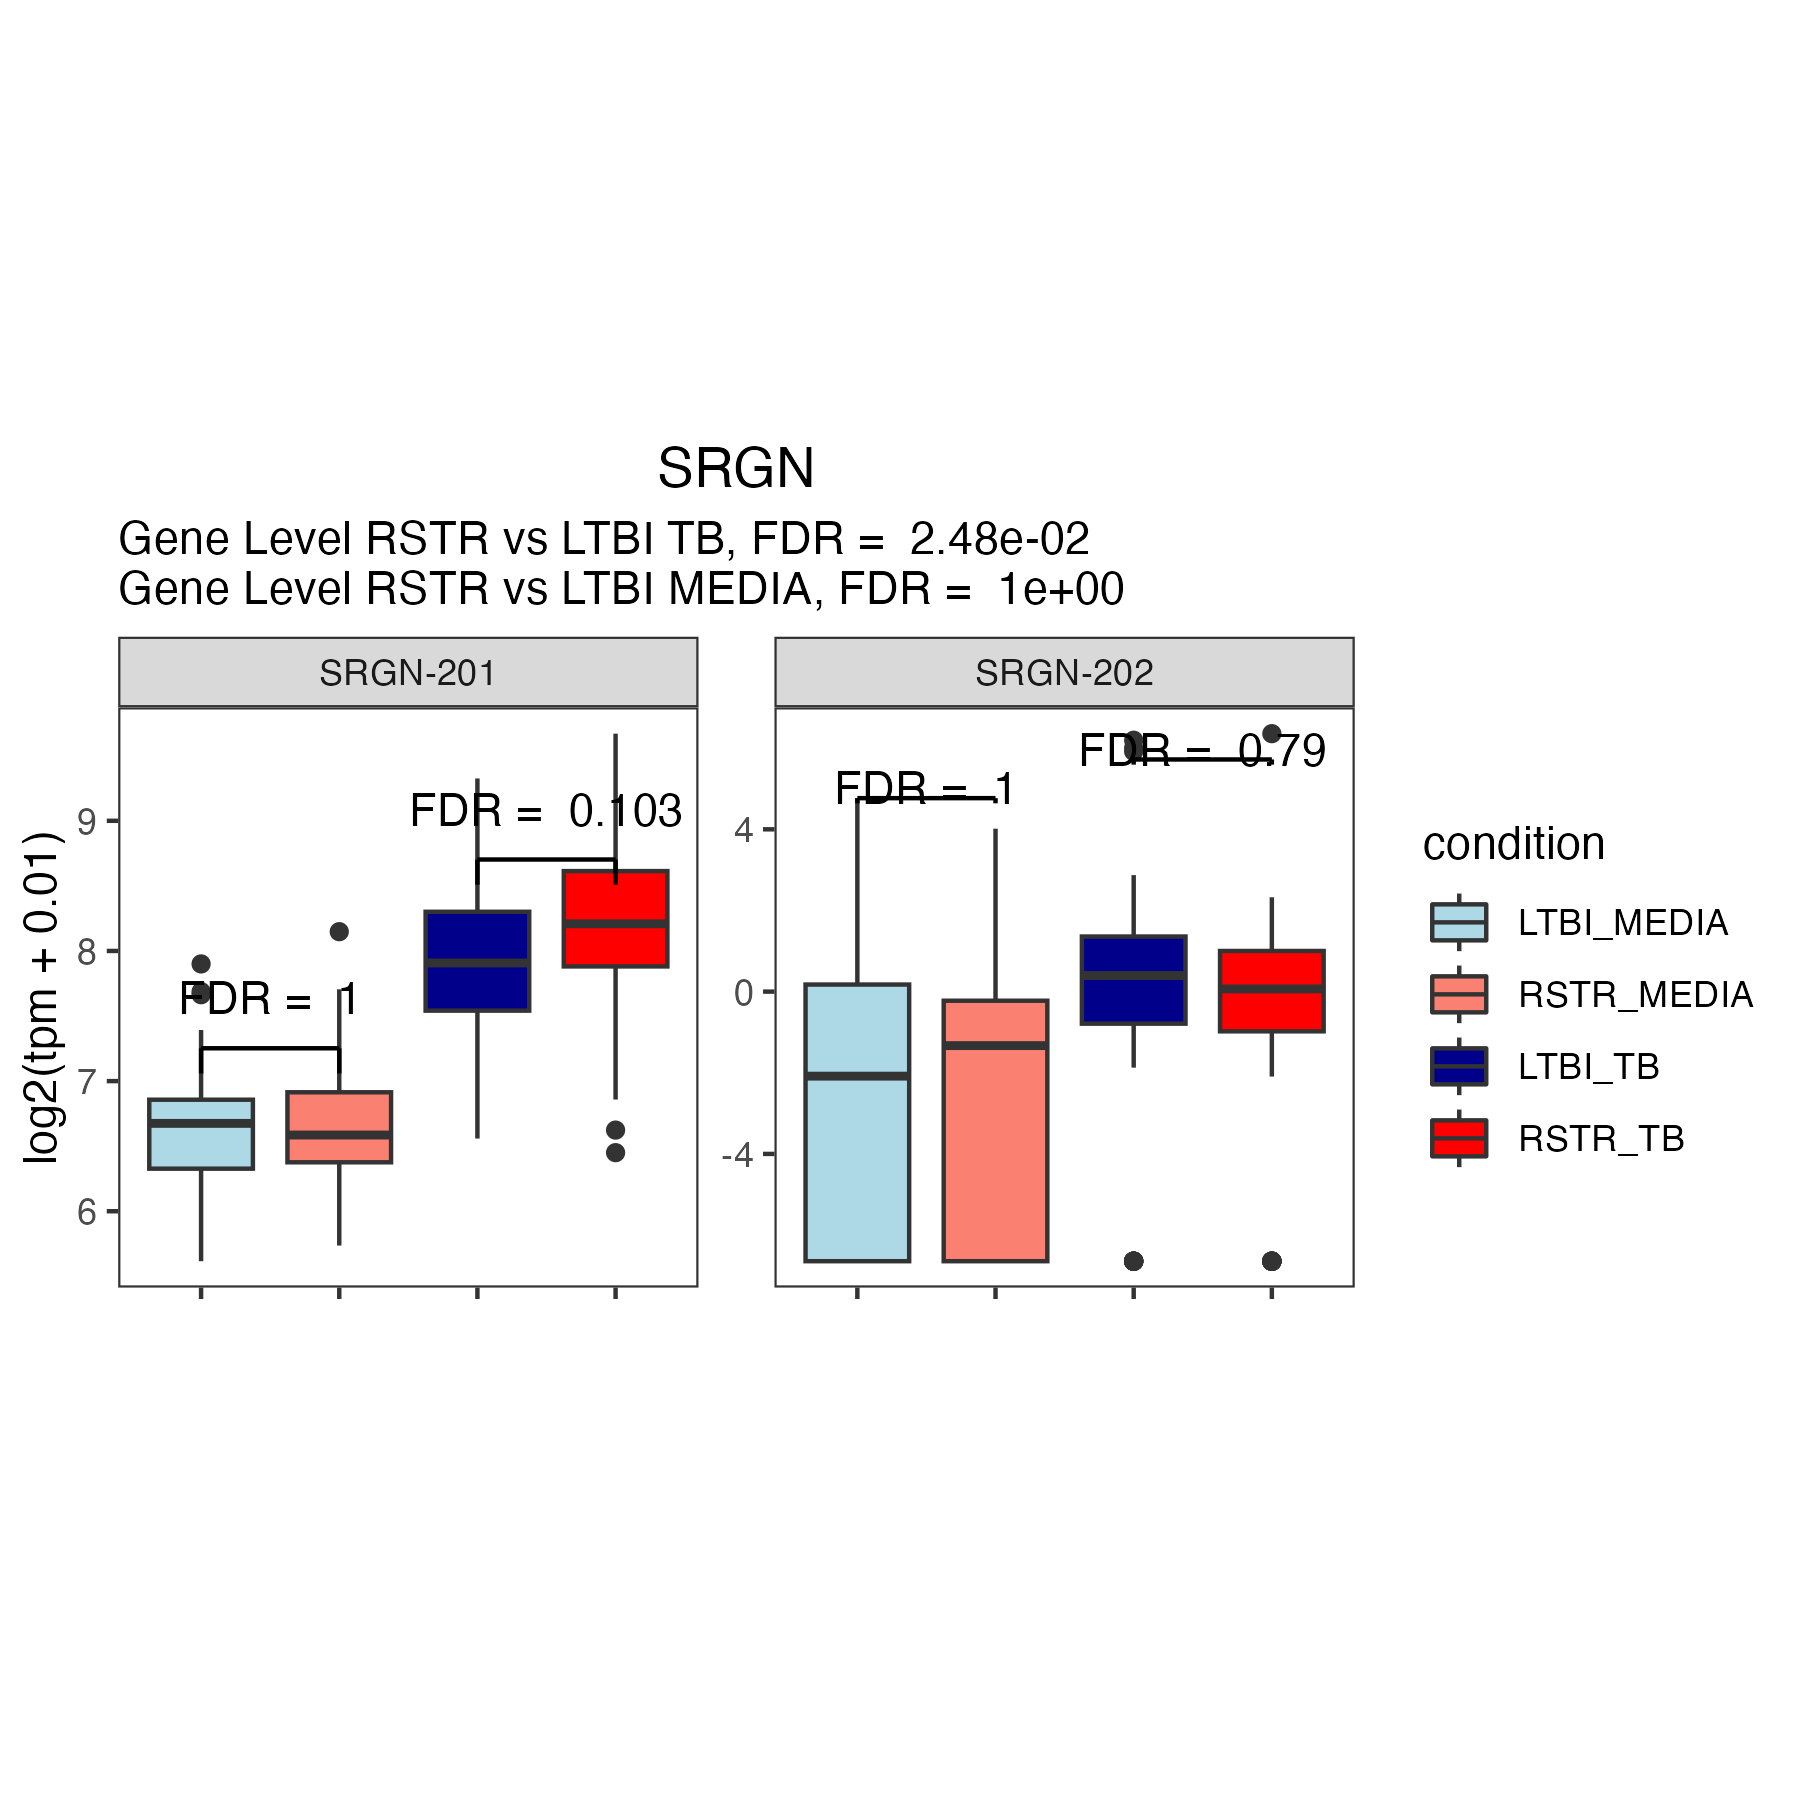 SRGN
Gene Level RSTR vs LTBI TB, FDR =  2.48e-02
Gene Level RSTR vs LTBI MEDIA, FDR =  1e+00
SRGN-201
SRGN-202
log2(tpm + 0.01)
9
8
7
6
FDR =  1
FDR =  0.103
4
0
-4
FDR =  1
FDR =  0.79
condition
LTBI_MEDIA
RSTR_MEDIA
LTBI_TB
RSTR_TB